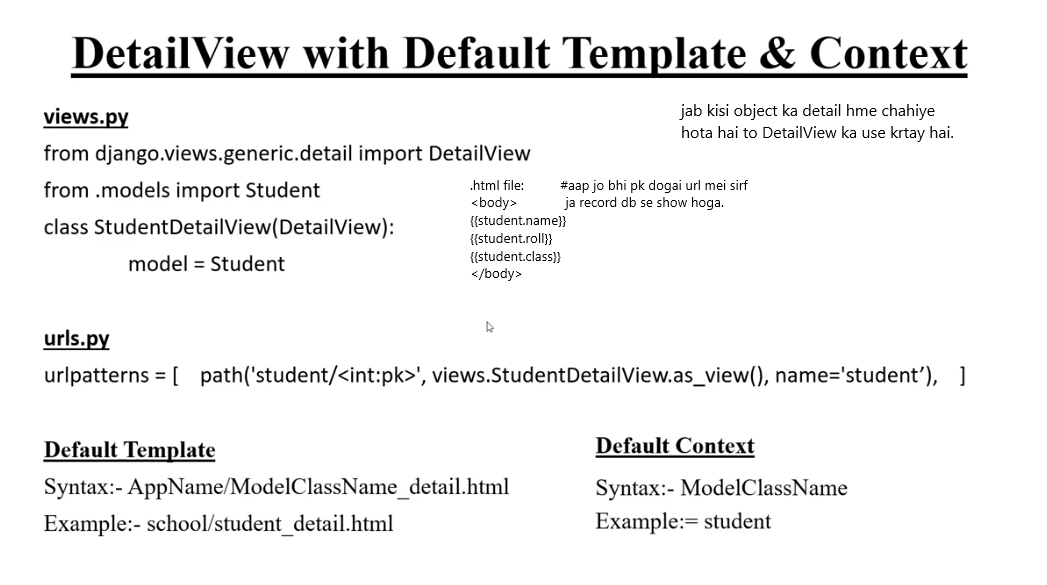 DetailView with Default Template & Context
views.py
from django.views.generic.detail import DetailView
from .models import Student
class StudentDetailView(DetailView):
model = Student
jab kisi object ka detail hme chahiye
hota hai to DetailView ka use krtay hai.
.html file: #aap jo bhi pk dogai url mei sirf
<body> ja record db se show hoga.
{{student.name}}
{{student.roll}}
{{student.class}}
</body>
urls.py
urlpatterns = [ path('student/<int:pk>', views.StudentDetailView.as_view(), name='student’), ]
Default Template
Syntax:- AppName/ModelClassName_detail.html
Example:- school/student_detail.html
Default Context
Syntax:- ModelClassName
Example:= student